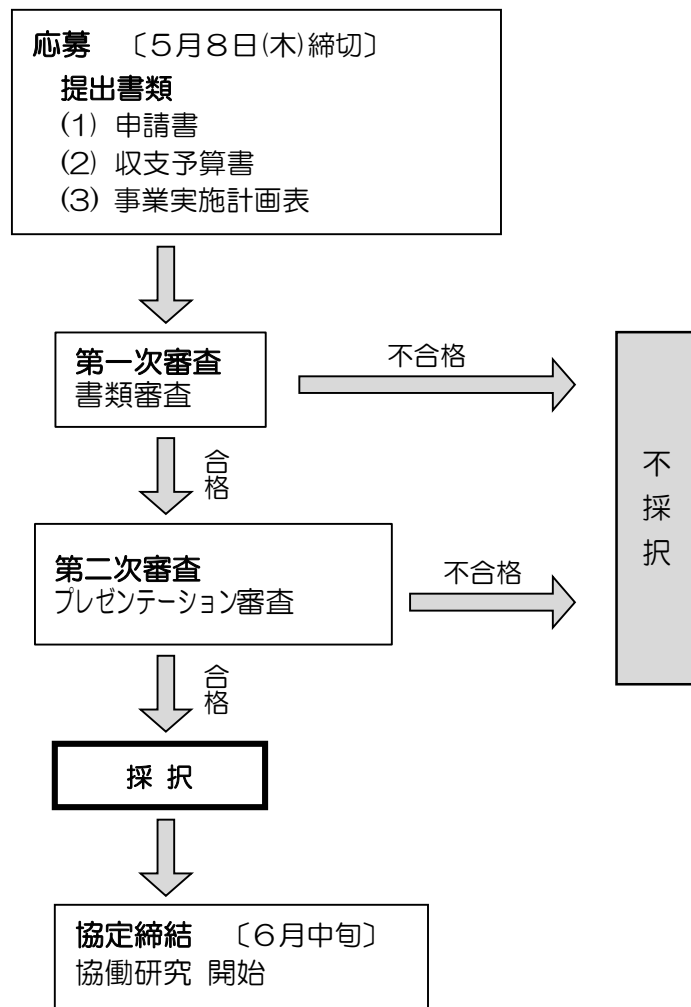 応募 〔５月８日(木)締切〕
提出書類
(1) 申請書
(2) 収支予算書
(3) 事業実施計画表
第一次審査
書類審査
不合格
合格
第二次審査
プレゼンテーション審査
不合格
不採択
合格
採 択
協定締結 〔６月中旬〕
協働研究 開始